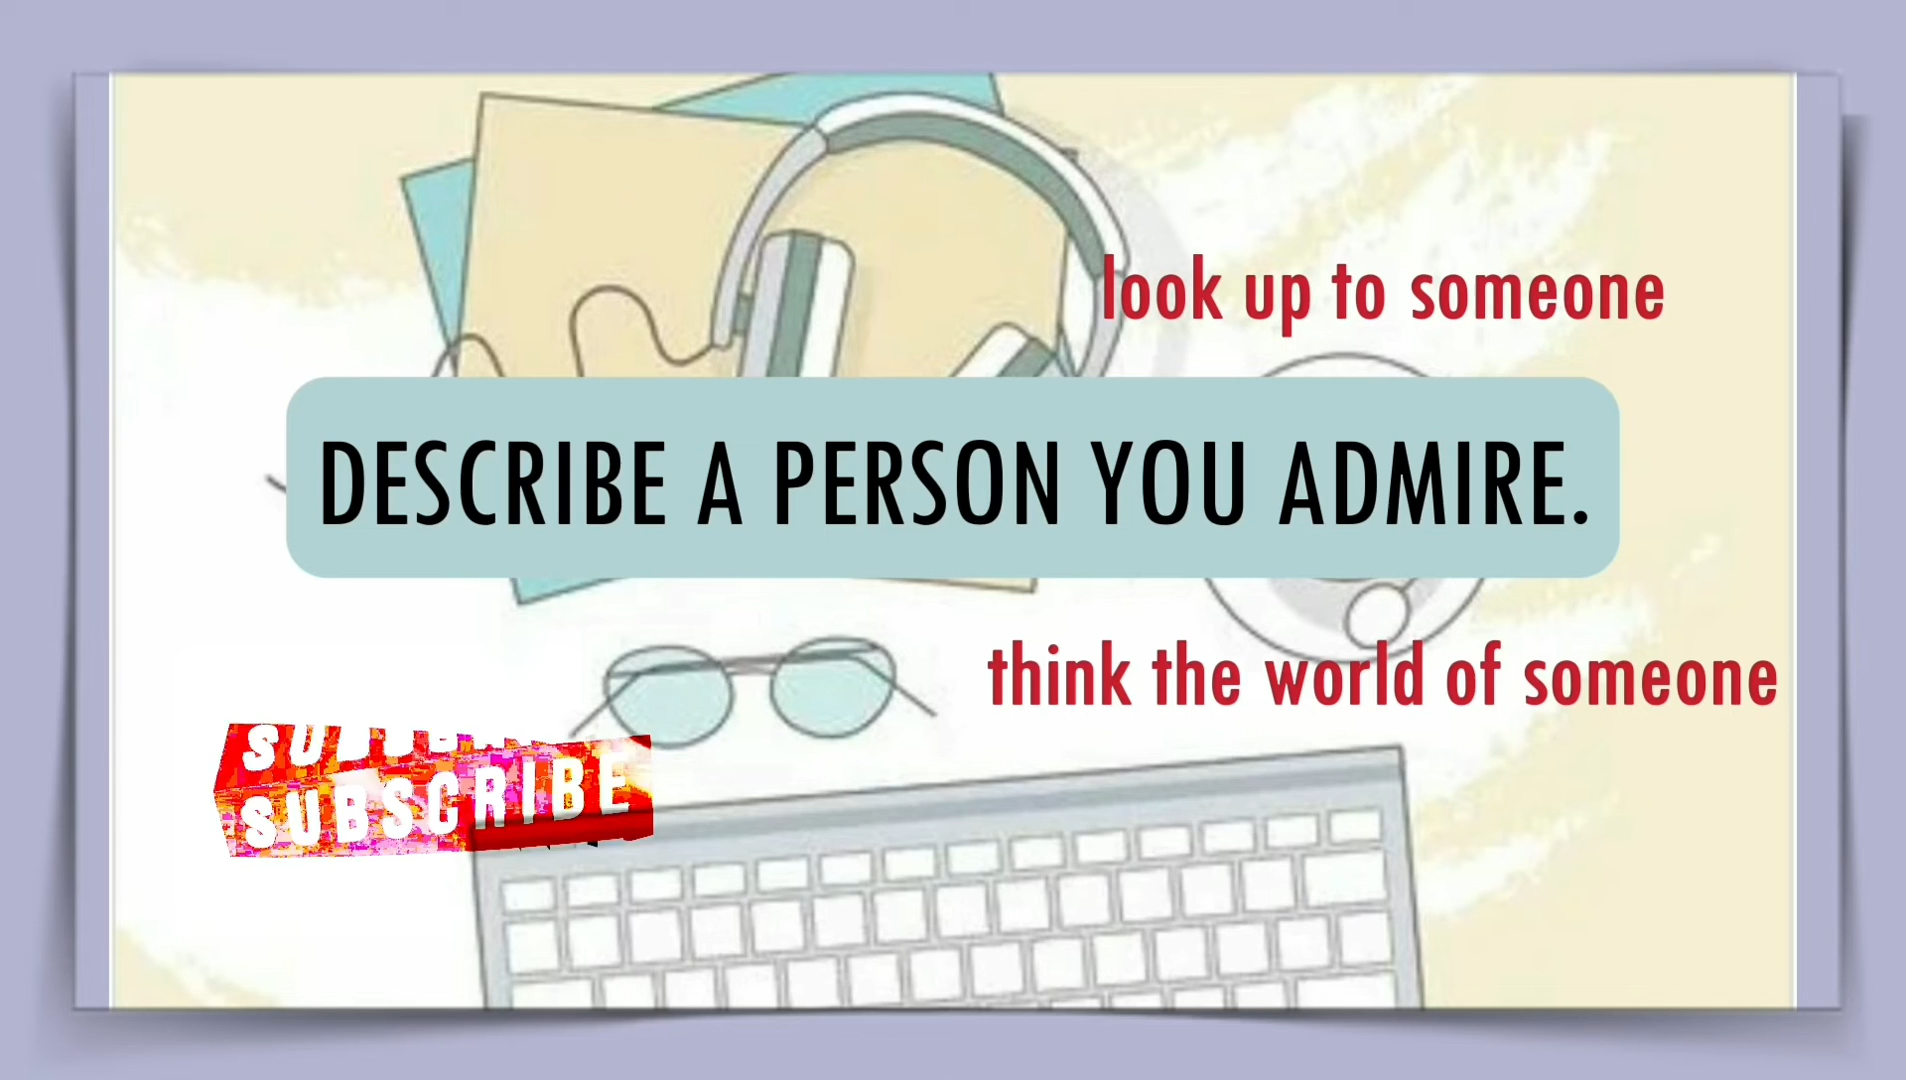 look up to someone
DESCRIBE A PERSON YOU ADMIRE.
think the world of someone
SUBSCRIBE